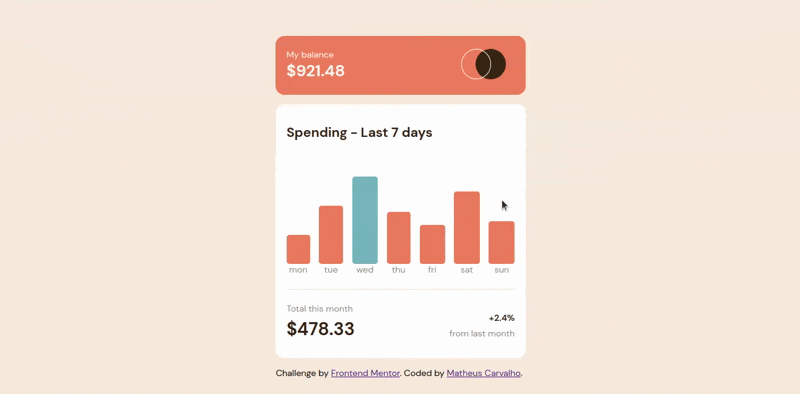 My balance
$921.48
Spending - Last 7 days
mon tue wed thu fri sat sun
Total this month
$478.33
+2.4%
from last month
Challenge by Frontend Mentor. Coded by Matheus Carvalho.